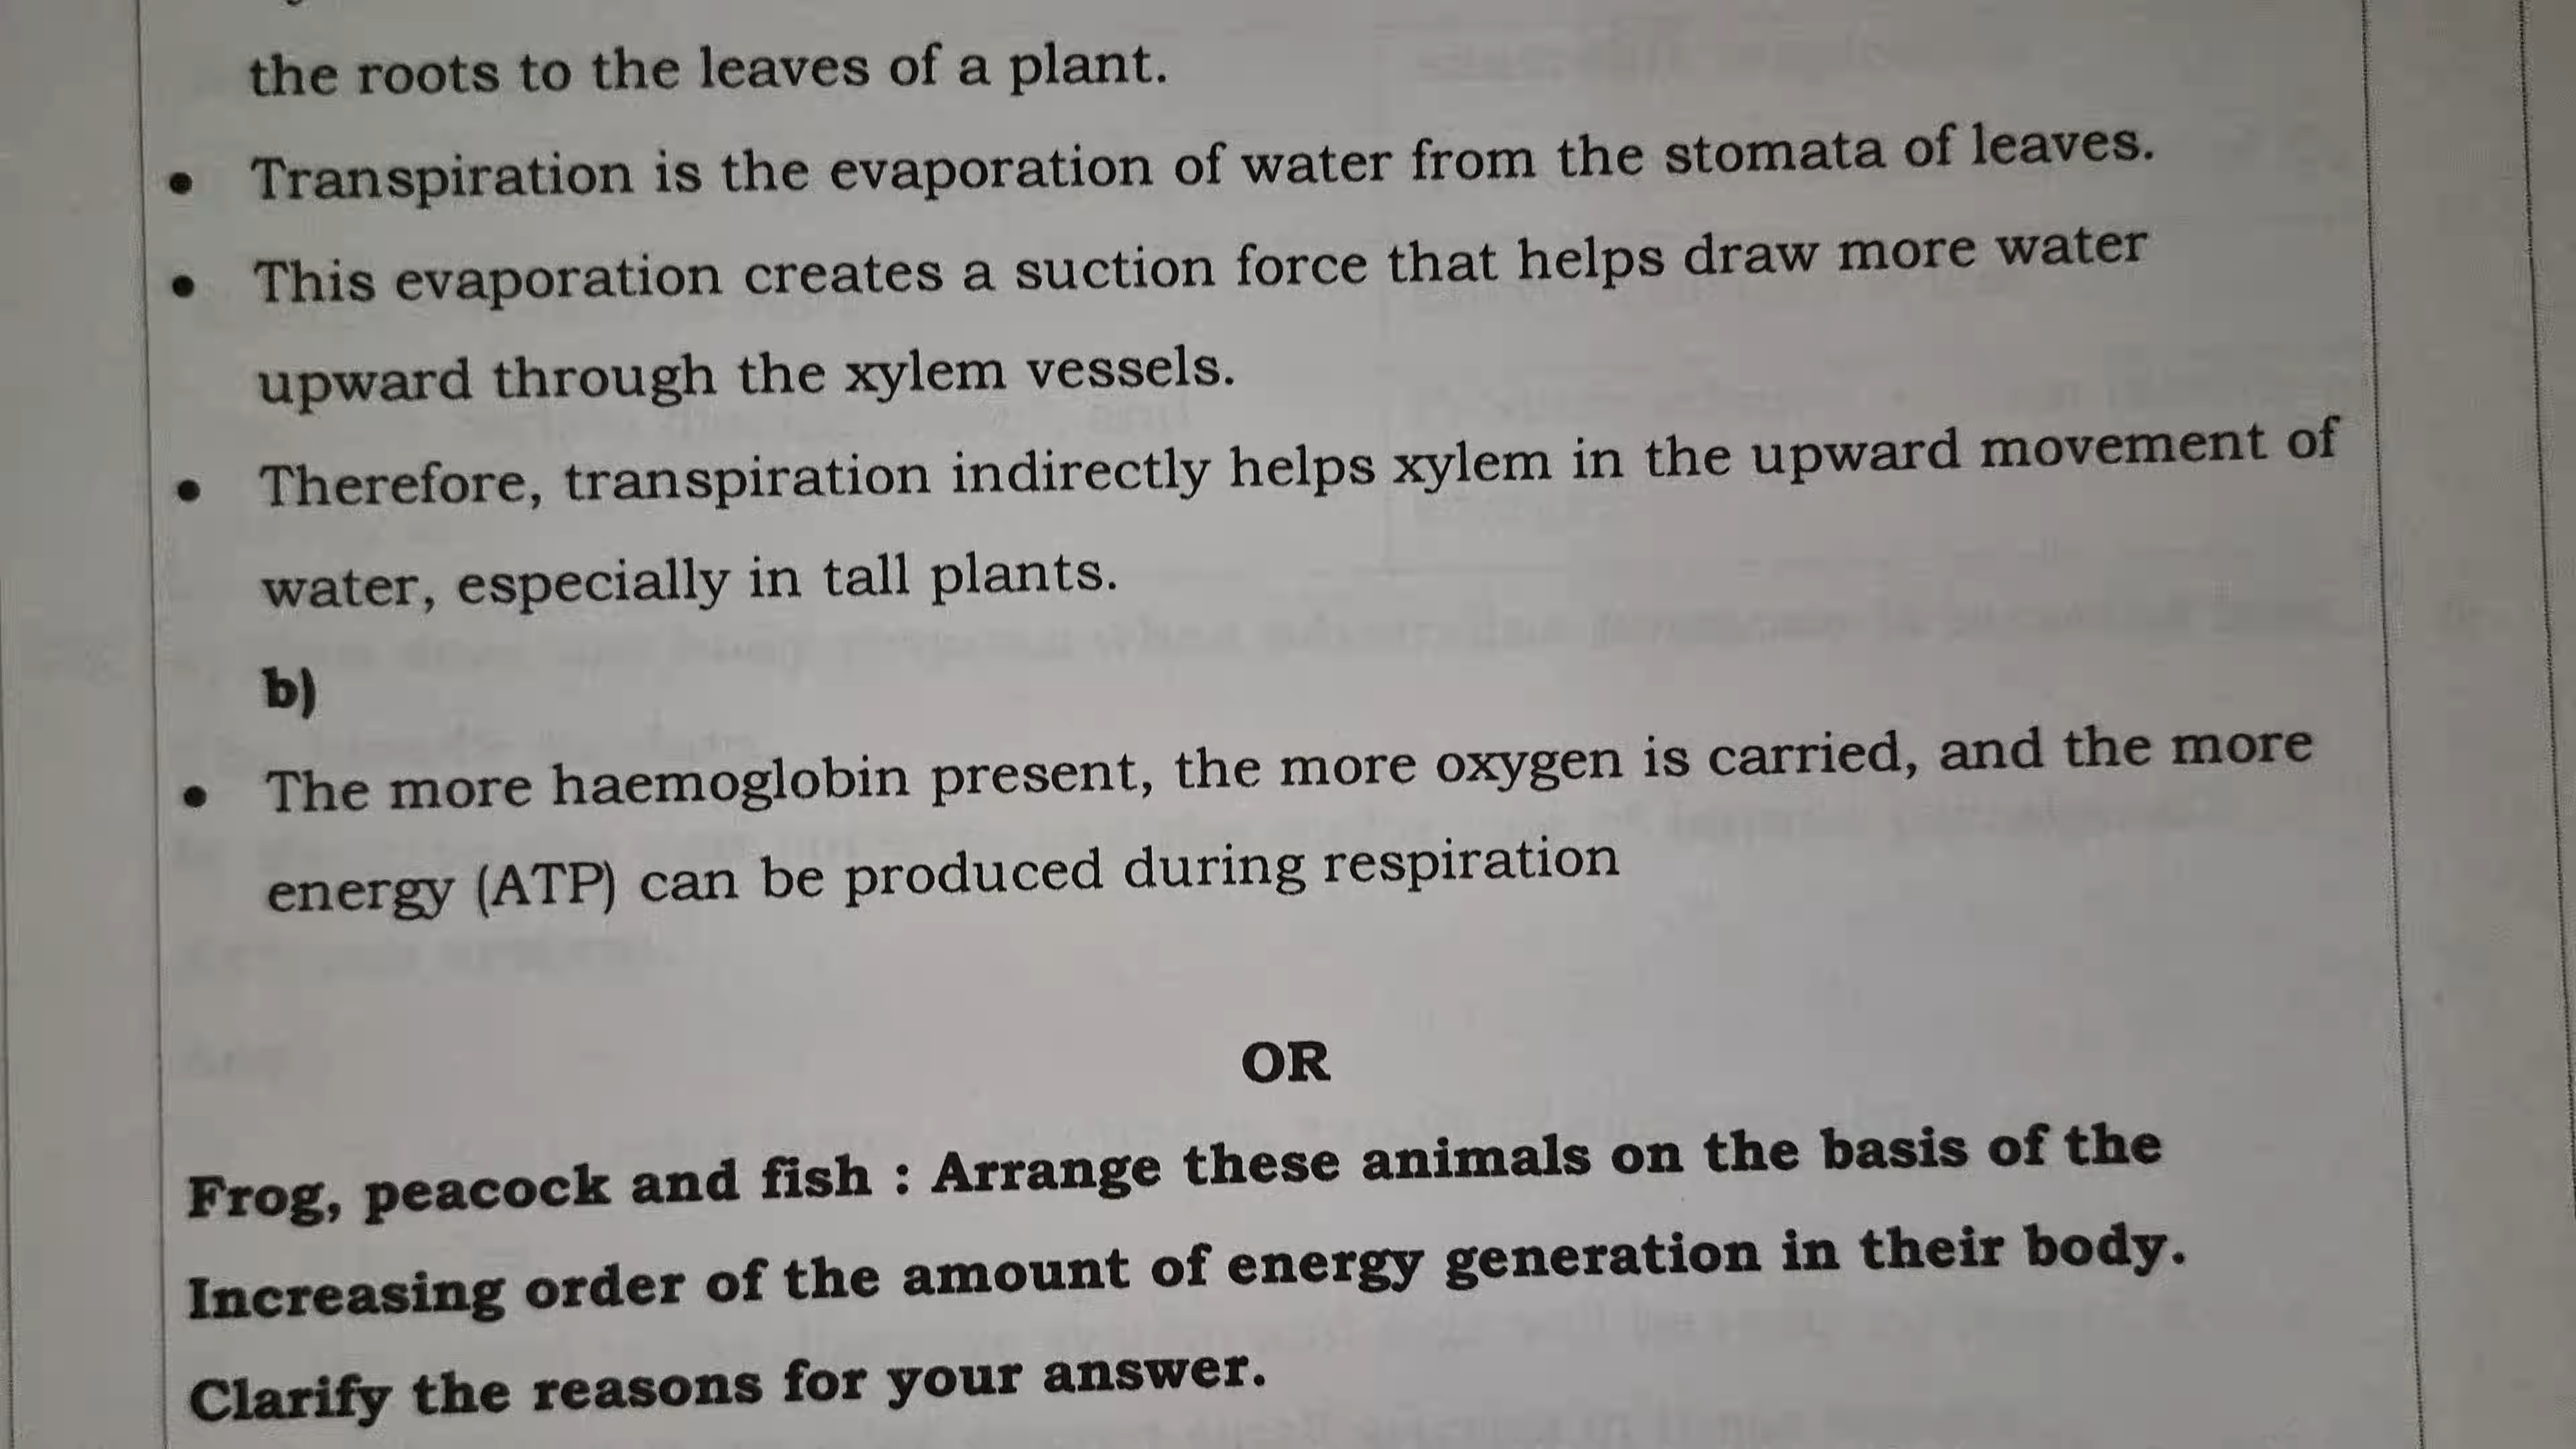 the roots to the leaves of a plant.
• Transpiration is the evaporation of water from the stomata of leaves.
• This evaporation creates a suction force that helps draw more water
upward through the xylem vessels.
• Therefore, transpiration indirectly helps xylem in the upward movement of
water, especially in tall plants.
b)
• The more haemoglobin present, the more oxygen is carried, and the more
energy (ATP) can be produced during respiration
OR
Frog, peacock and fish : Arrange these animals on the basis of the
Increasing order of the amount of energy generation in their body.
Clarify the reasons for your answer.